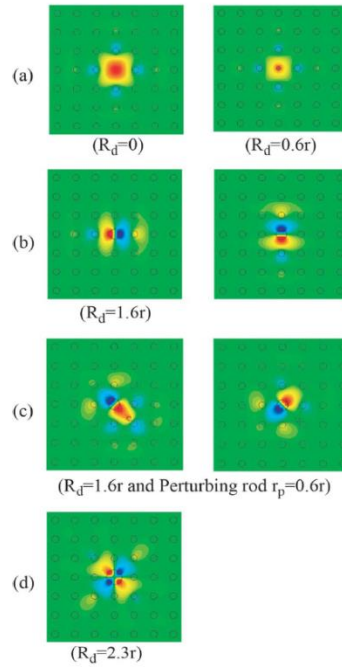 (a)
(R_d=0) (R_d=0.6r)
(b)
(R_d=1.6r)
(c)
(R_d=1.6r and Perturbing rod r_p=0.6r)
(d)
(R_d=2.3r)